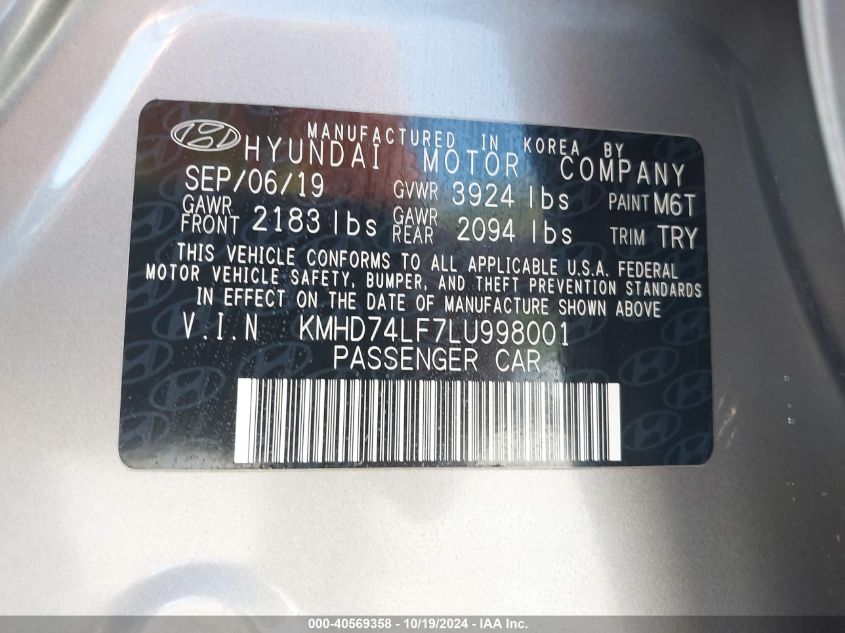 MANUFACTURED IN KOREA BY
HYUNDAI MOTOR COMPANY
SEP/06/19 GVWR 3924 lbs PAINT M6T
GAWR FRONT 2183 lbs GAWR REAR 2094 lbs TRIM TRY
THIS VEHICLE CONFORMS TO ALL APPLICABLE U.S.A. FEDERAL
MOTOR VEHICLE SAFETY, BUMPER, AND THEFT PREVENTION STANDARDS
IN EFFECT ON THE DATE OF MANUFACTURE SHOWN ABOVE
V.I.N KMHD74LF7LU998001
PASSENGER CAR
000-40569358 - 10/19/2024 - IAA Inc.